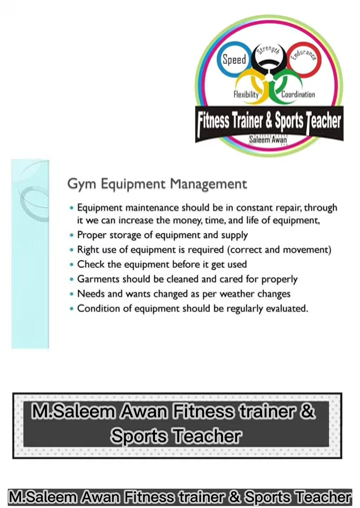 Speed
Strength
Endurance
Flexibility
Coordination
Fitness Trainer & Sports Teacher
Saleem Awan
Gym Equipment Management
Equipment maintenance should be in constant repair, through
it we can increase the money, time, and life of equipment,
Proper storage of equipment and supply
Right use of equipment is required (correct and movement)
Check the equipment before it get used
Garments should be cleaned and cared for properly
Needs and wants changed as per weather changes
Condition of equipment should be regularly evaluated.
M.Saleem Awan Fitness trainer &
Sports Teacher
M.Saleem Awan Fitness trainer & Sports Teacher